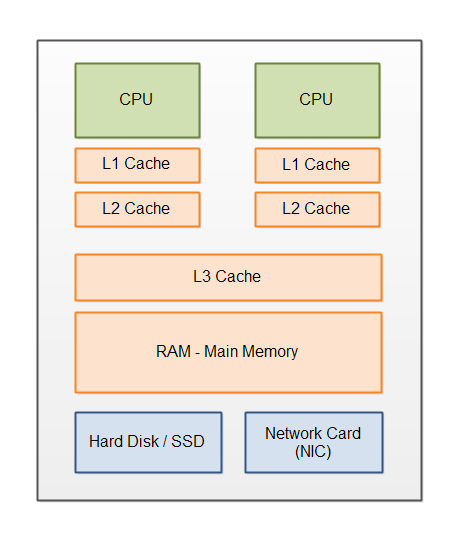 CPU
CPU
L1 Cache
L1 Cache
L2 Cache
L2 Cache
L3 Cache
RAM - Main Memory
Hard Disk / SSD
Network Card
(NIC)